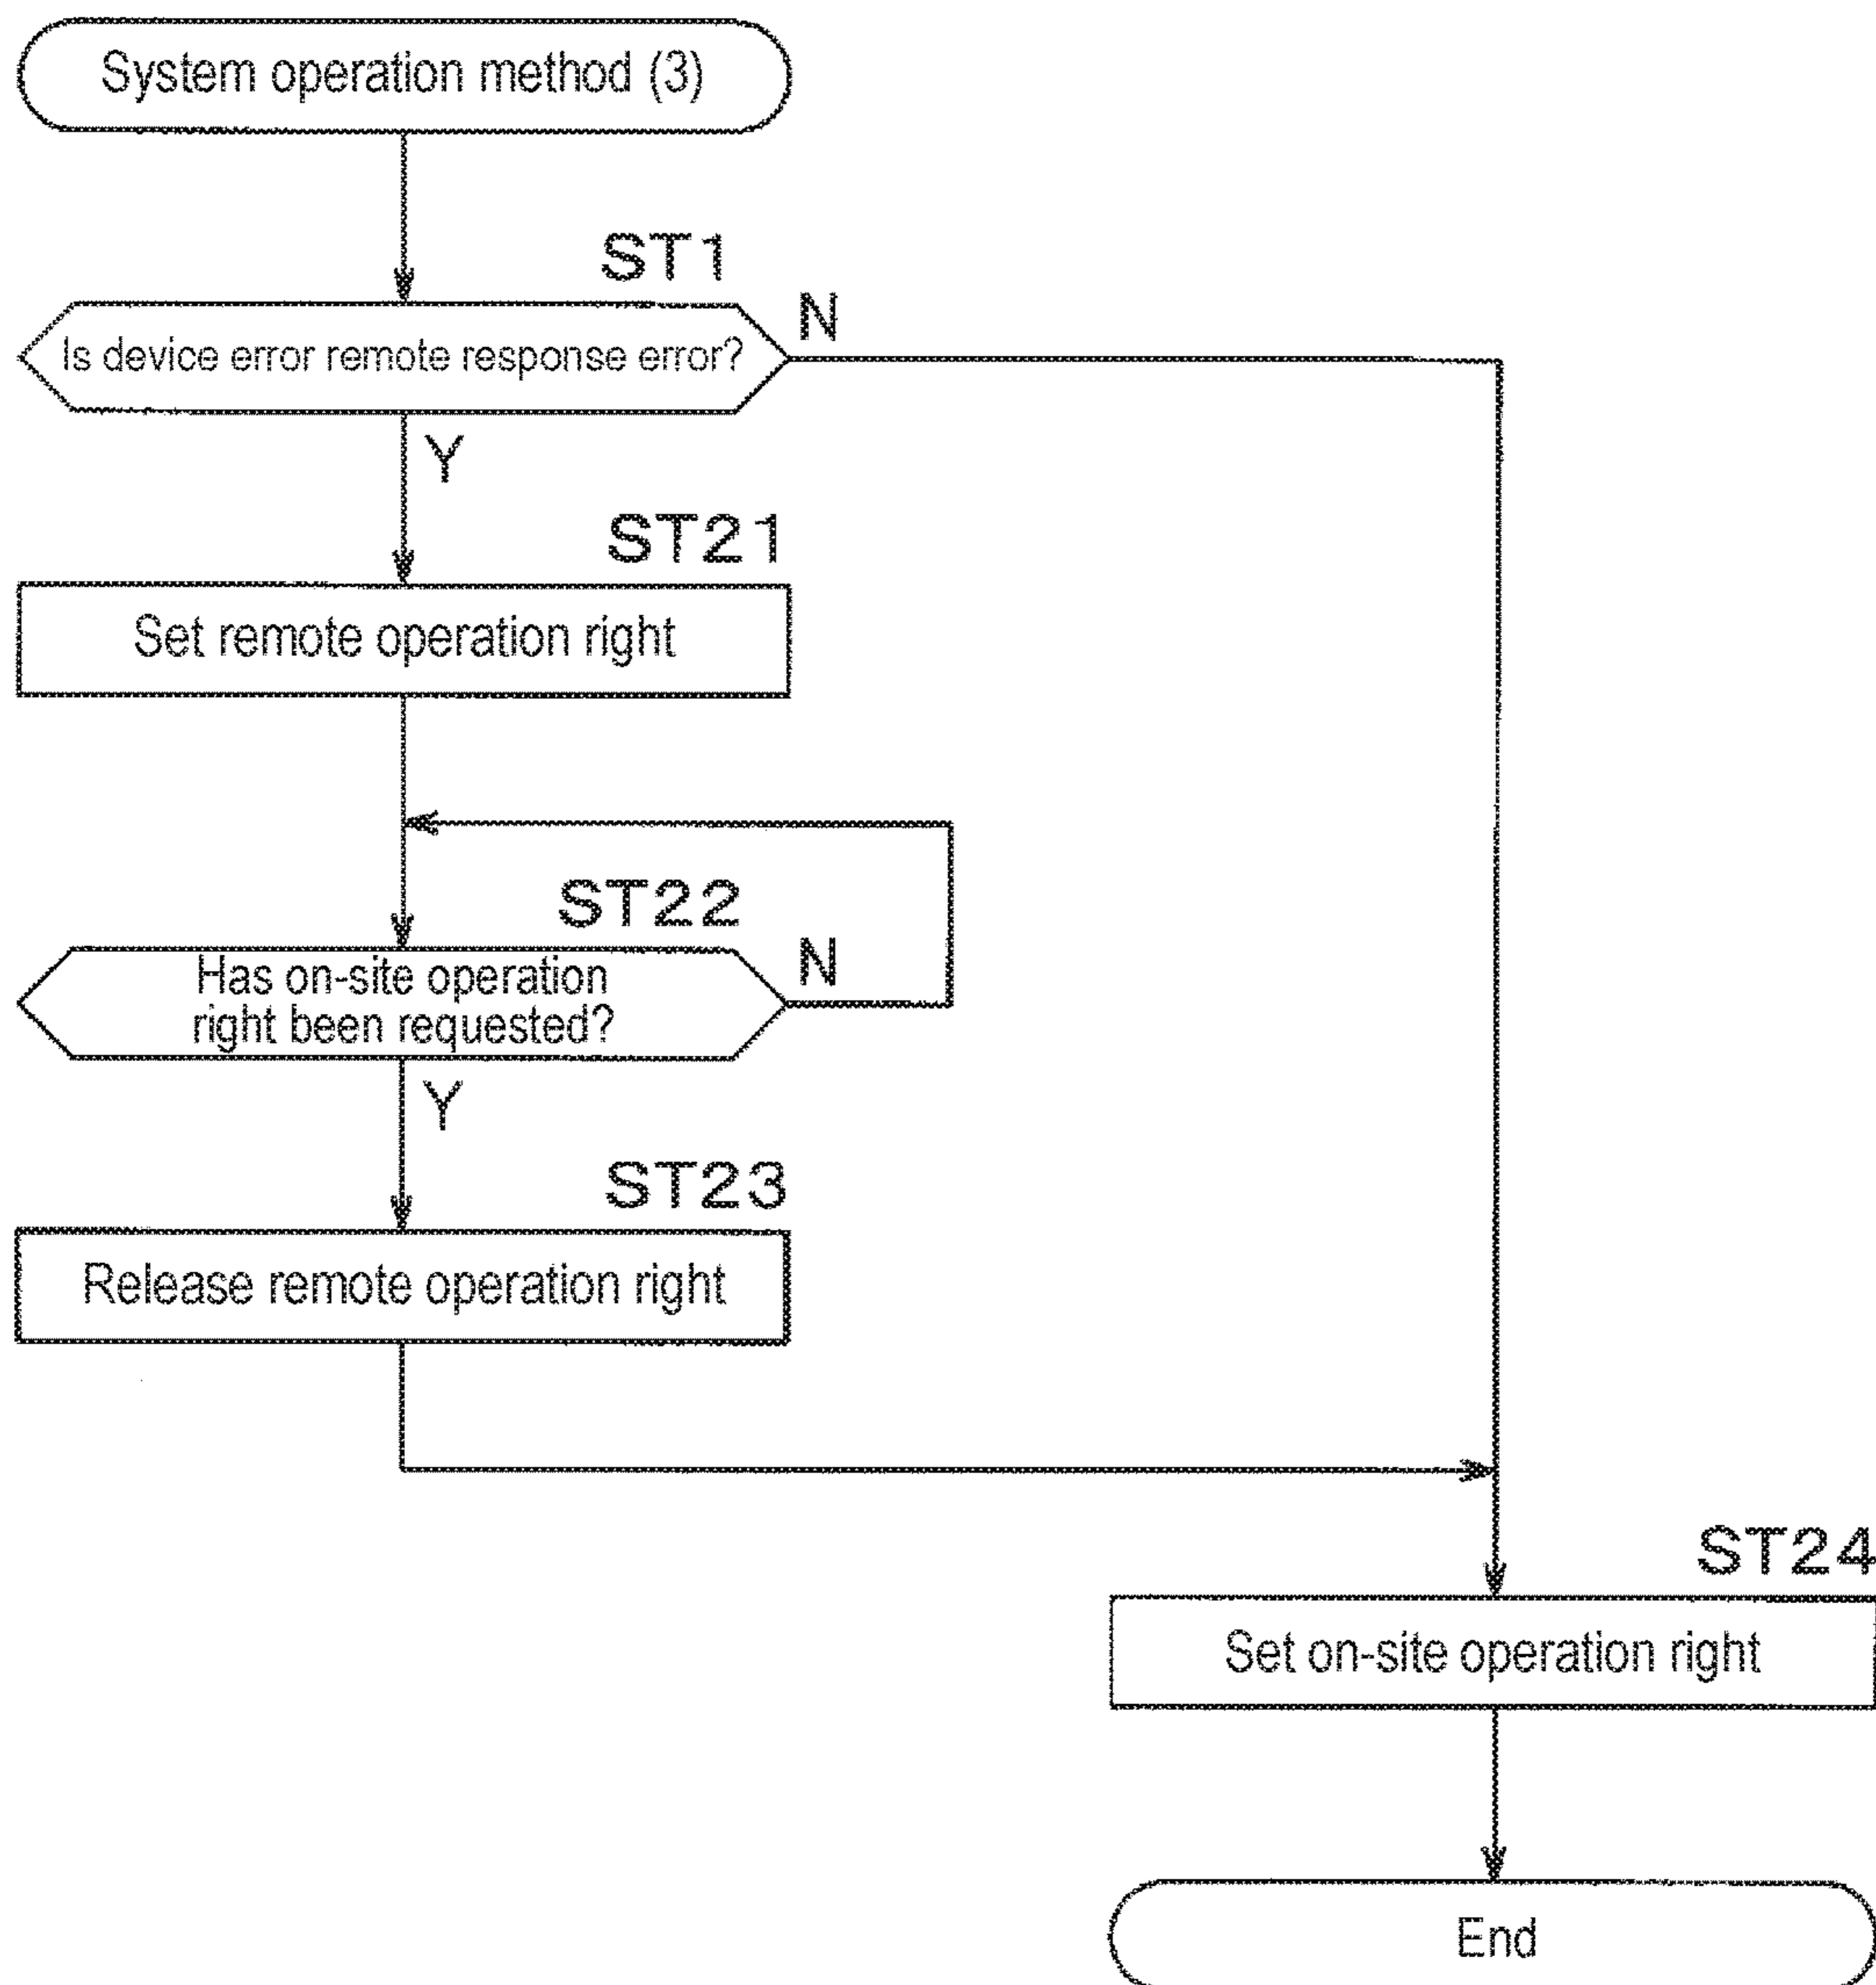 System operation method (3)
ST1
Is device error remote response error?
N
Y
ST21
Set remote operation right
ST22
Has on-site operation
right been requested?
N
Y
ST23
Release remote operation right
ST24
Set on-site operation right
End